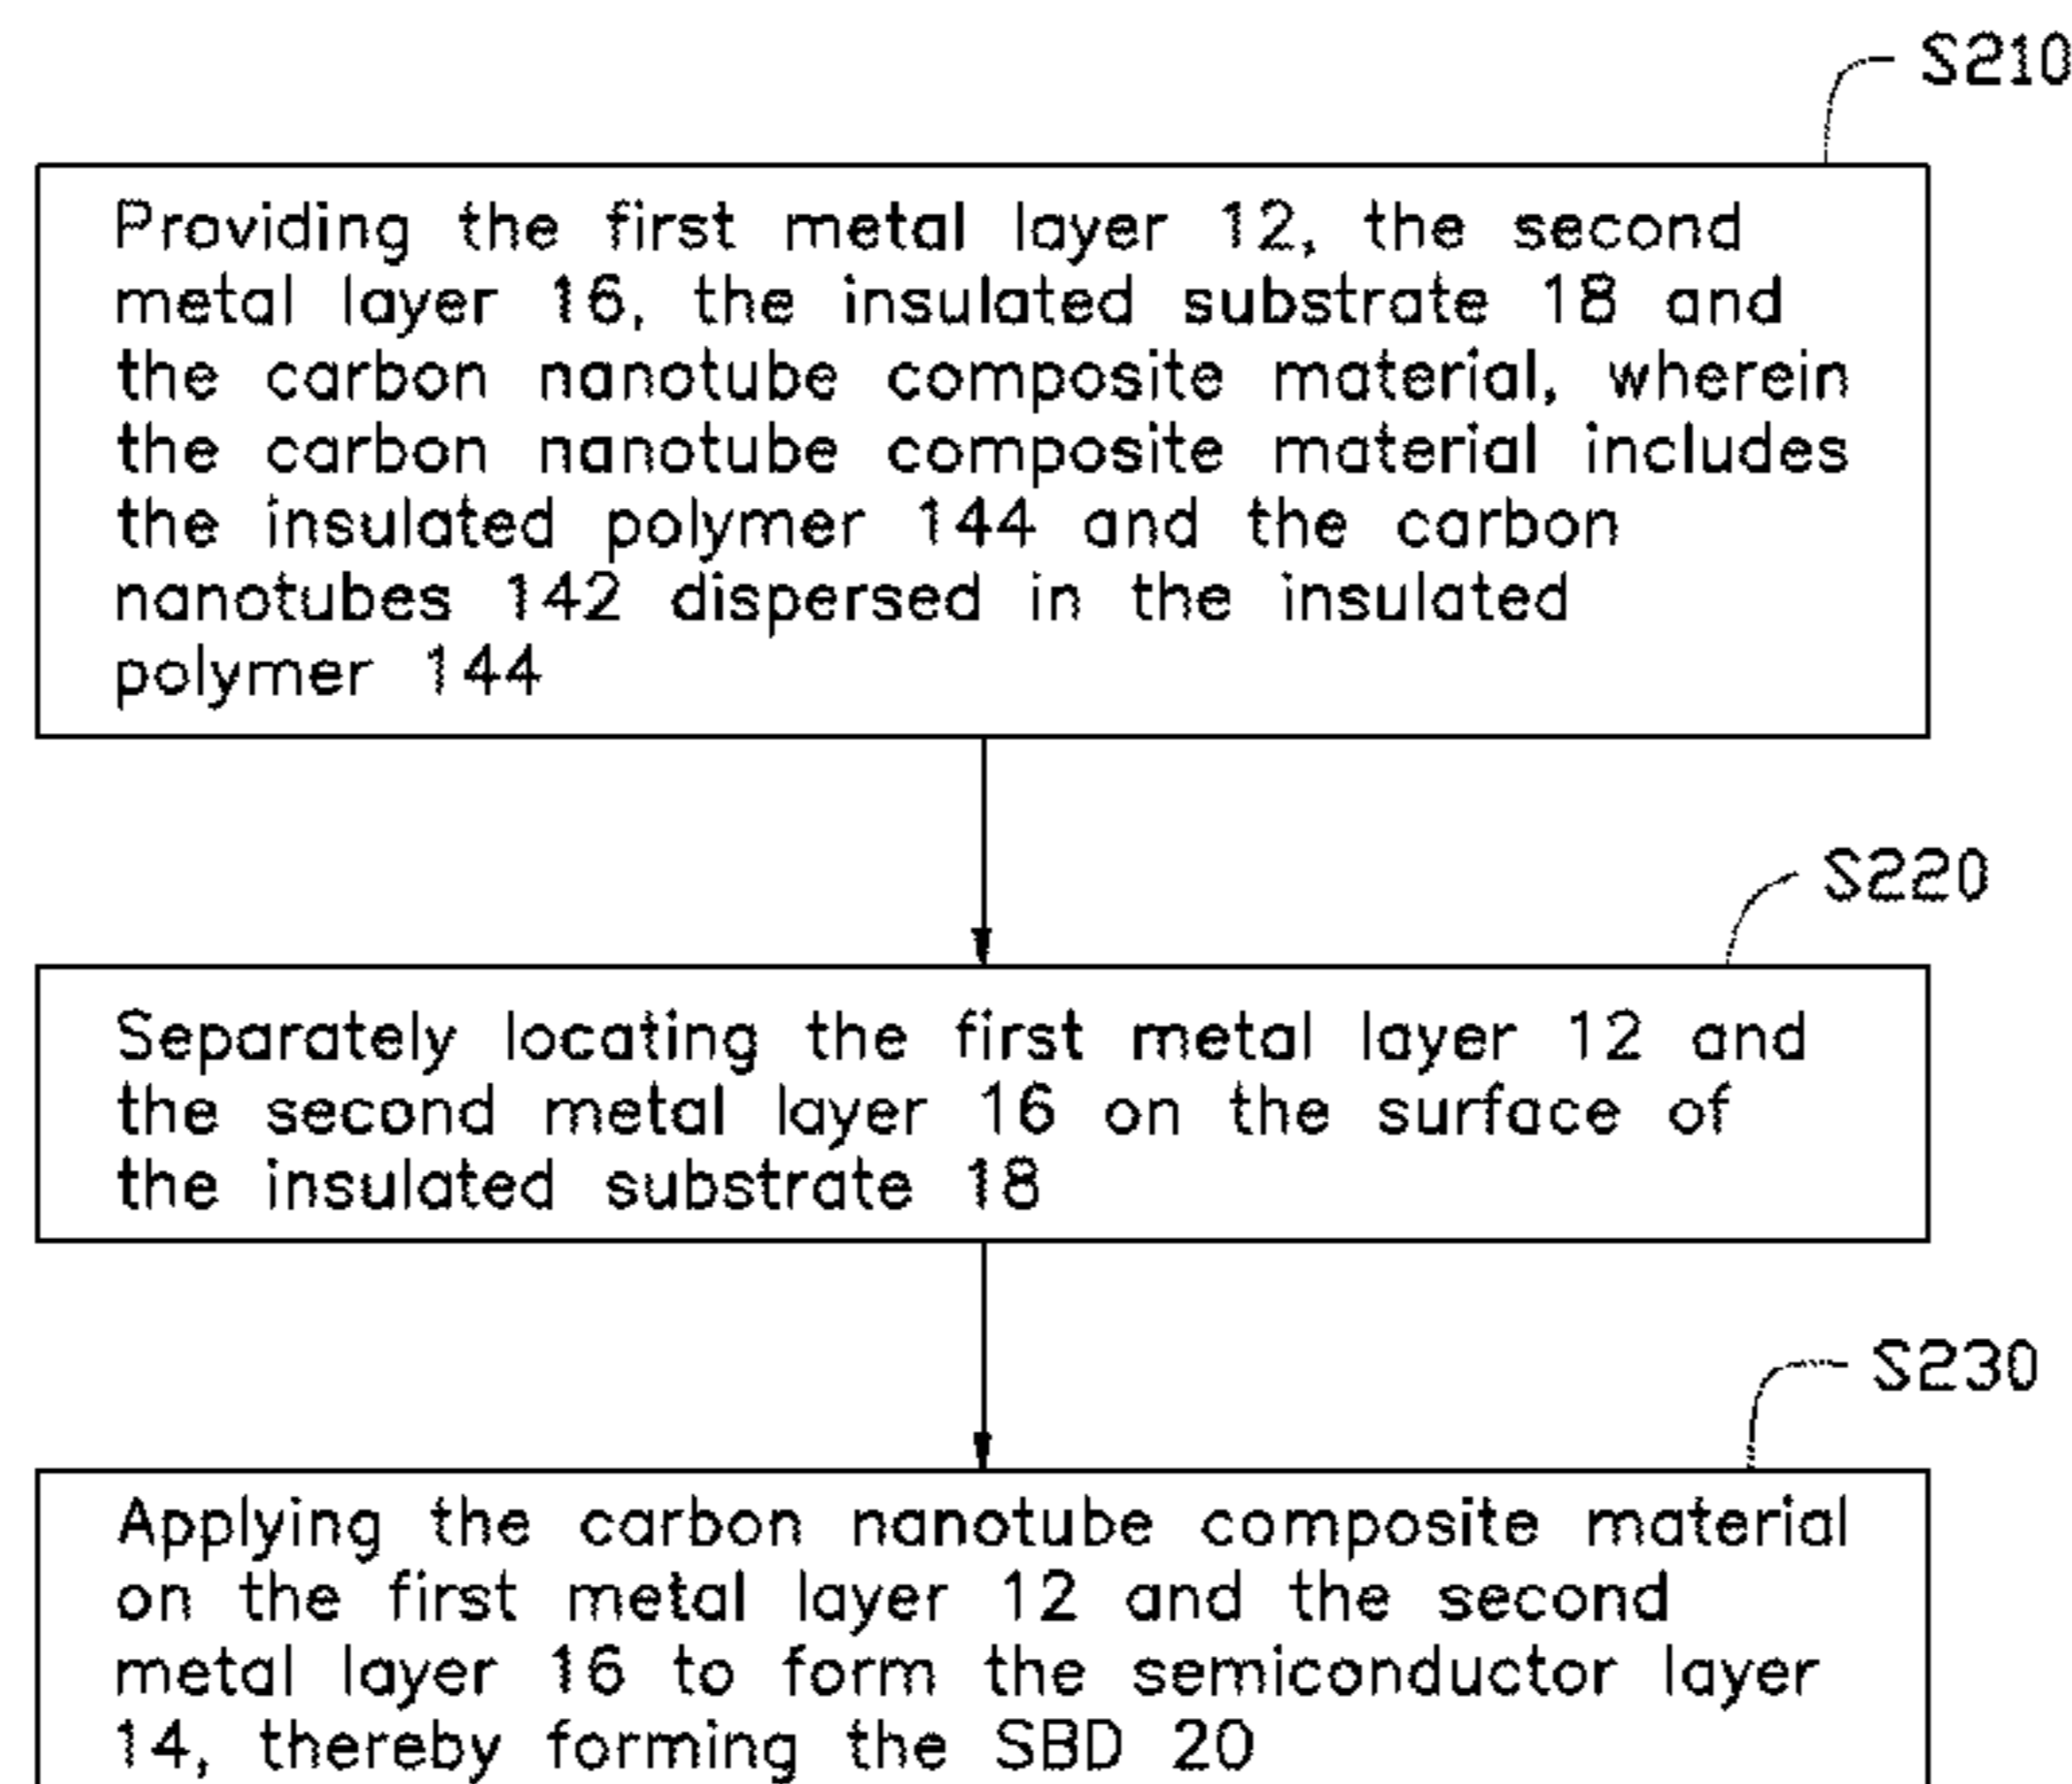 S210
Providing the first metal layer 12, the second
metal layer 16, the insulated substrate 18 and
the carbon nanotube composite material, wherein
the carbon nanotube composite material includes
the insulated polymer 144 and the carbon
nanotubes 142 dispersed in the insulated
polymer 144
S220
Separately locating the first metal layer 12 and
the second metal layer 16 on the surface of
the insulated substrate 18
S230
Applying the carbon nanotube composite material
on the first metal layer 12 and the second
metal layer 16 to form the semiconductor layer
14, thereby forming the SBD 20